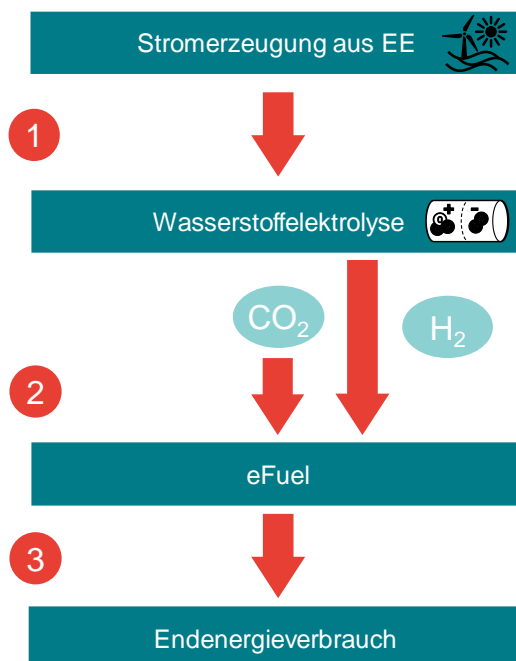 Stromerzeugung aus EE
1
Wasserstoffelektrolyse
+ -
CO₂
H₂
2
eFuel
3
Endenergieverbrauch